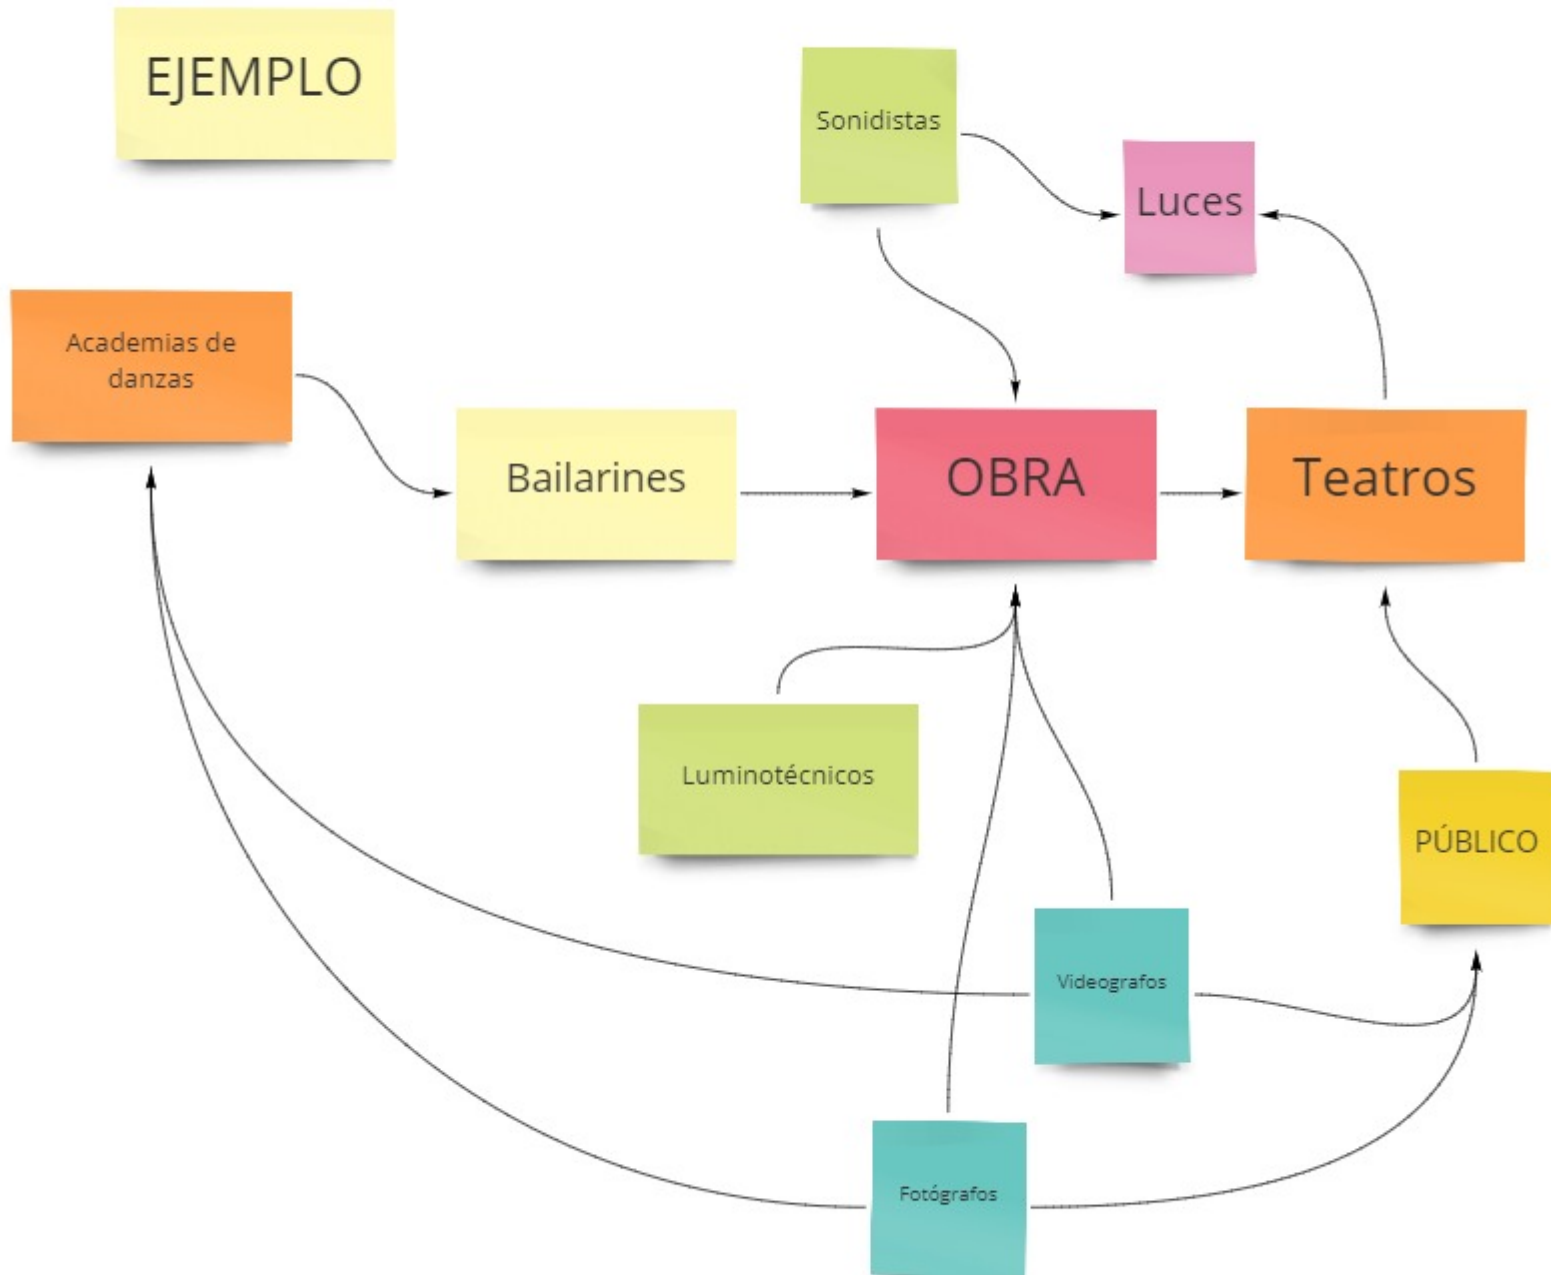 EJEMPLO
Sonidistas
Luces
Academias de
danzas
Bailarines
OBRA
Teatros
Luminotécnicos
PÚBLICO
Videografos
Fotógrafos